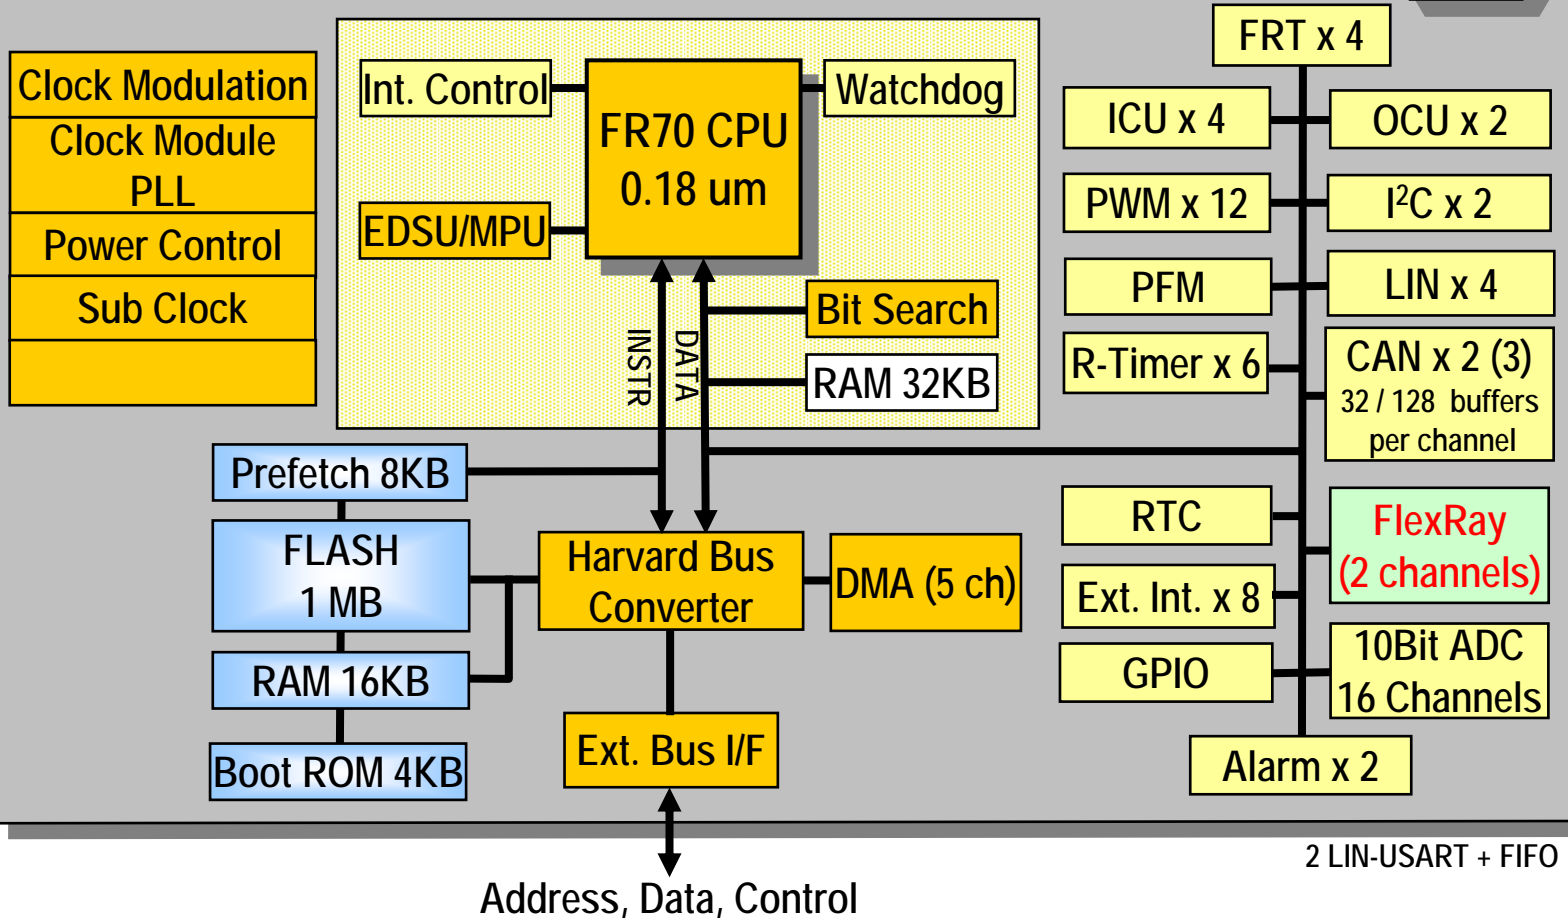 Clock Modulation
Clock Module
PLL
Power Control
Sub Clock
Int. Control
FR70 CPU
0.18 um
Watchdog
EDSU/MPU
Bit Search
RAM 32KB
INSTR
DATA
Prefetch 8KB
FLASH
1 MB
RAM 16KB
Boot ROM 4KB
Harvard Bus
Converter
DMA (5 ch)
Ext. Bus I/F
Address, Data, Control
FRT x 4
ICU x 4
OCU x 2
PWM x 12
I²C x 2
PFM
LIN x 4
R-Timer x 6
CAN x 2 (3)
32 / 128 buffers
per channel
RTC
FlexRay
(2 channels)
Ext. Int. x 8
GPIO
10Bit ADC
16 Channels
Alarm x 2
2 LIN-USART + FIFO